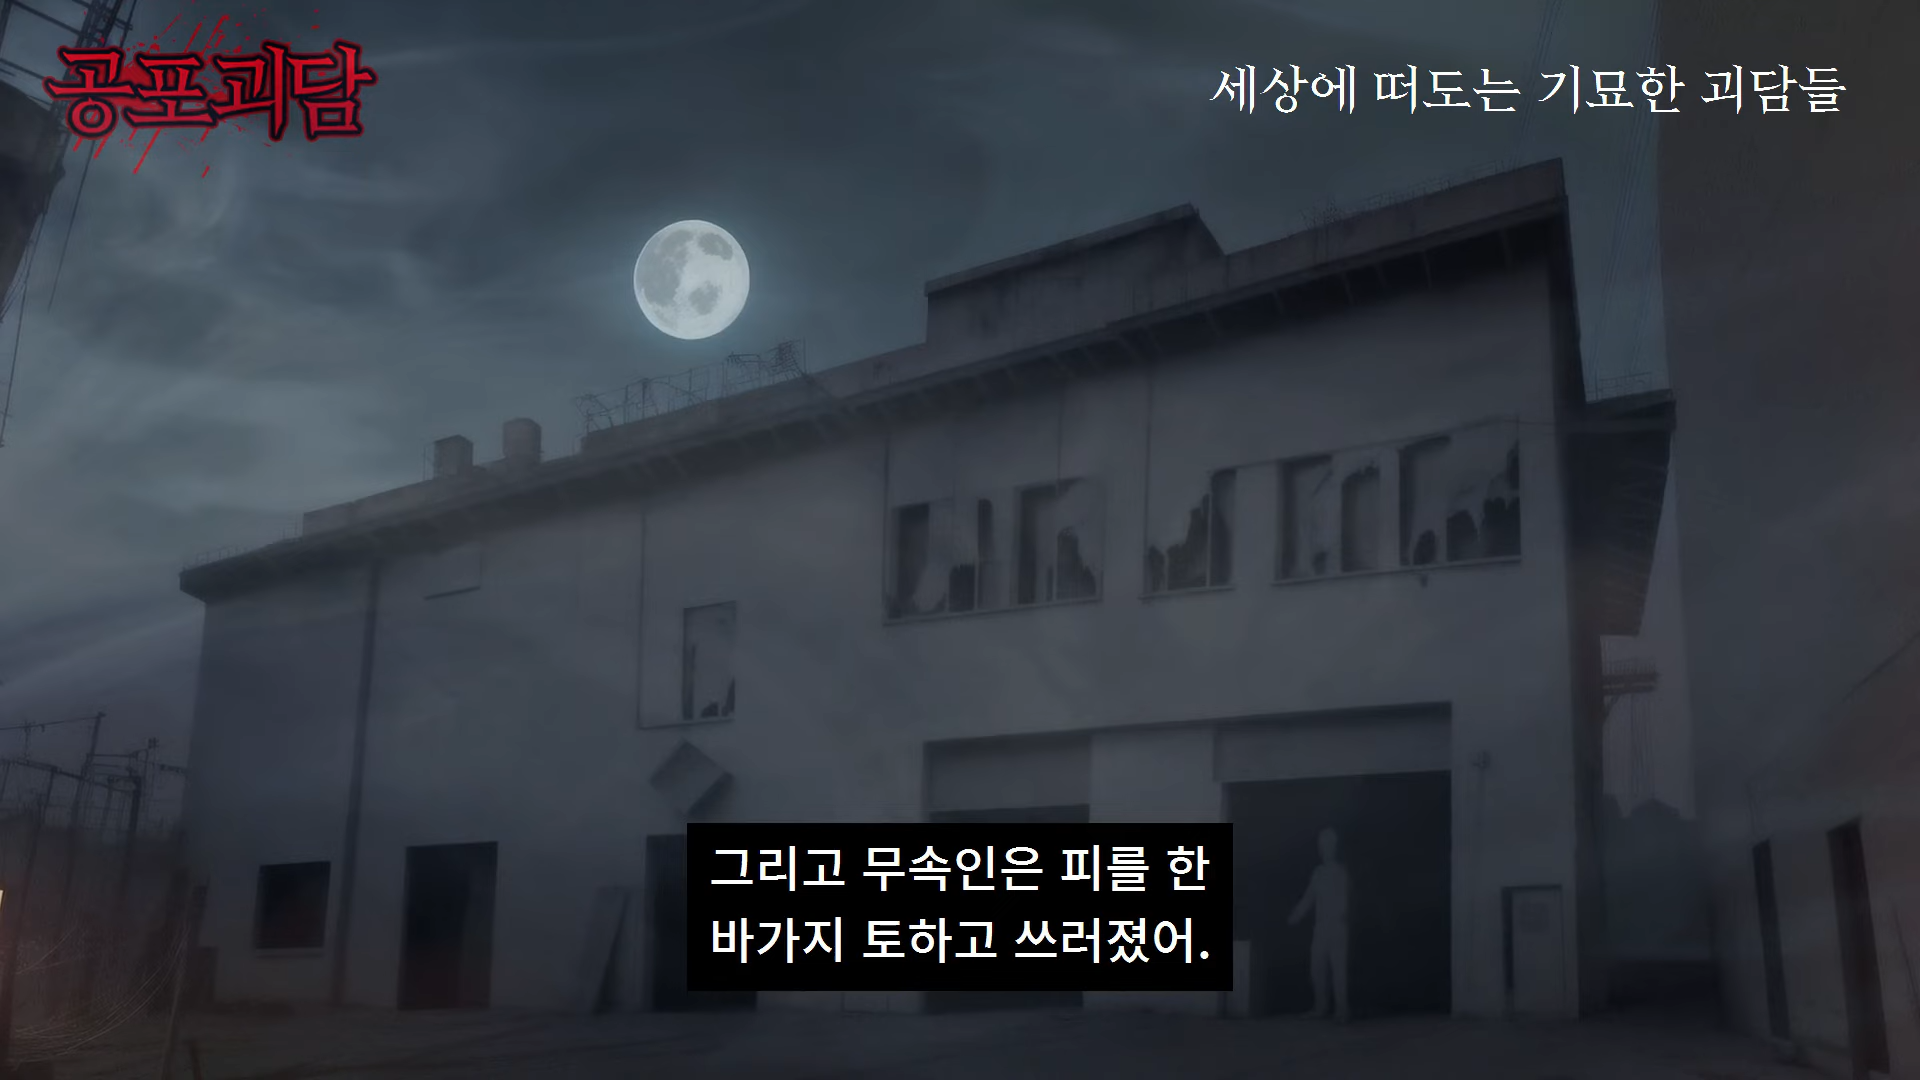 공포괴담
세상에 떠도는 기묘한 괴담들
그리고 무속인은 피를 한
바가지 토하고 쓰러졌어.